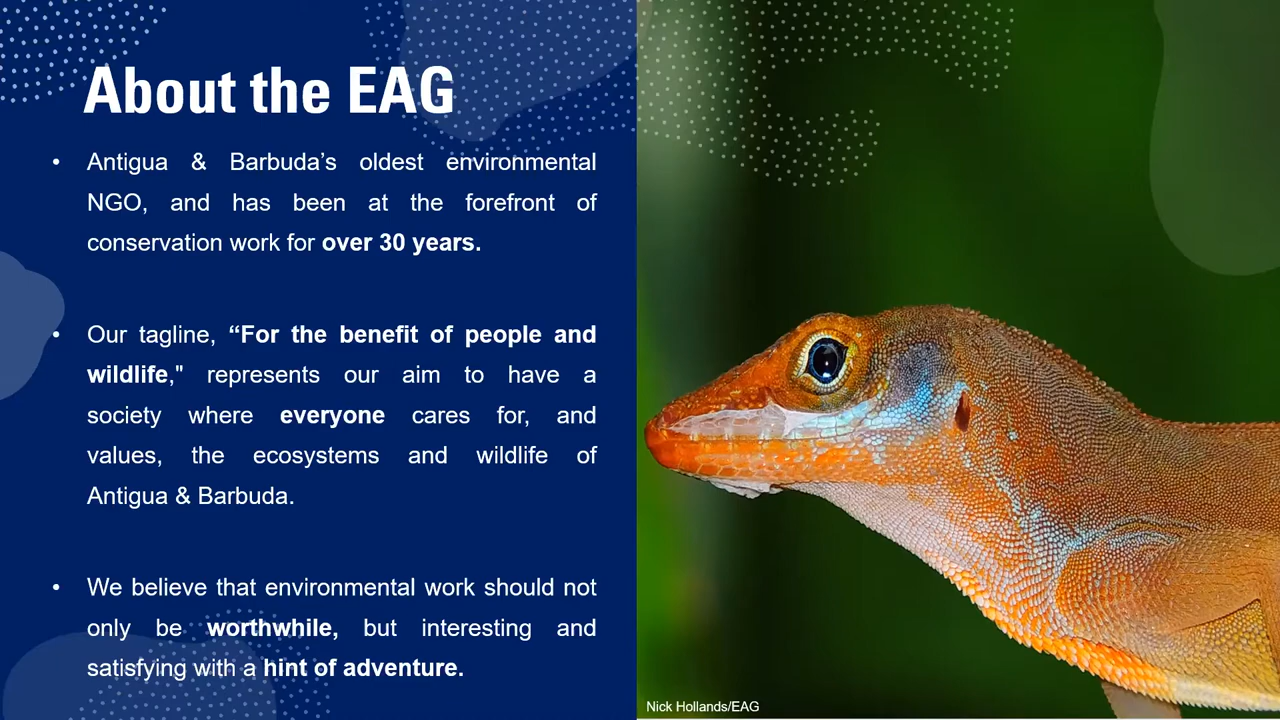 About the EAG
• Antigua & Barbuda’s oldest environmental
NGO, and has been at the forefront of
conservation work for over 30 years.
• Our tagline, “For the benefit of people and
wildlife," represents our aim to have a
society where everyone cares for, and
values, the ecosystems and wildlife of
Antigua & Barbuda.
• We believe that environmental work should not
only be worthwhile, but interesting and
satisfying with a hint of adventure.
Nick Hollands/EAG